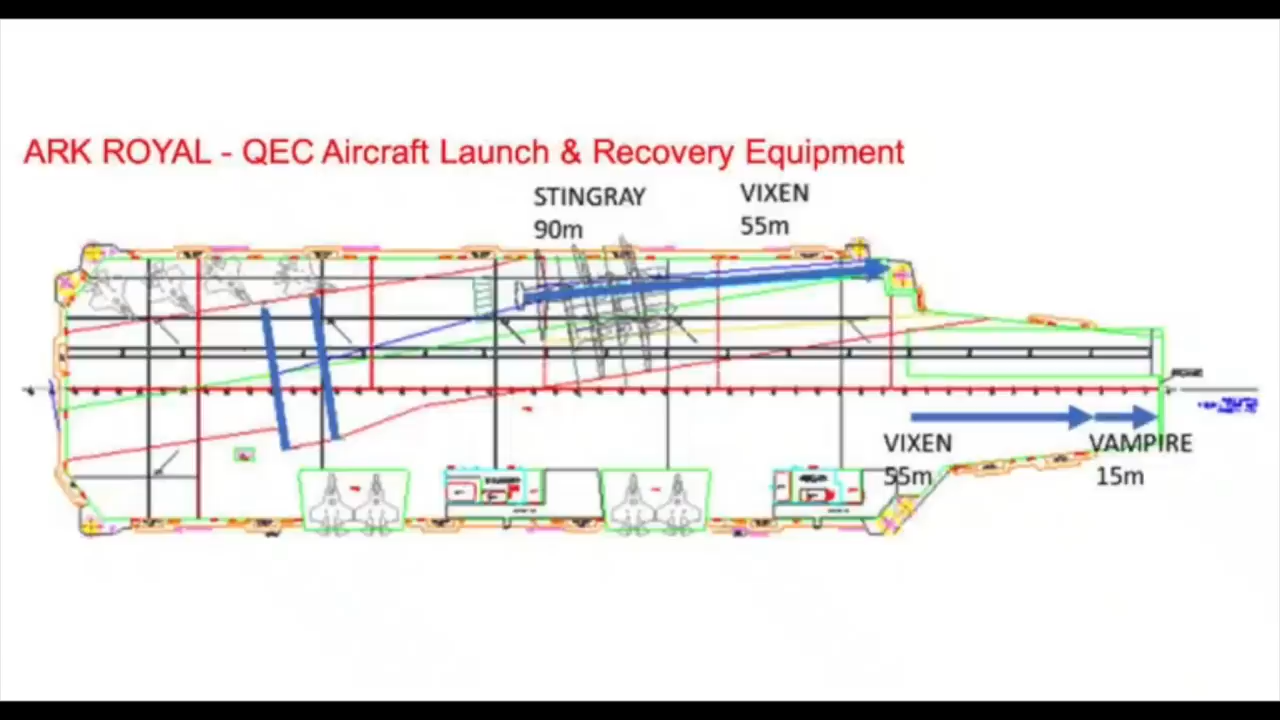 ARK ROYAL - QEC Aircraft Launch & Recovery Equipment
STINGRAY
90m
VIXEN
55m
VIXEN
55m
VAMPIRE
15m